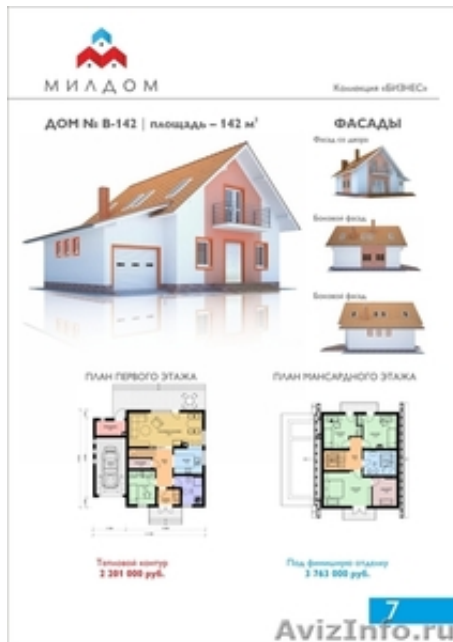 МИЛДОМ
Коллекция «БИЗНЕС»
ДОМ № В-142 | площадь – 142 м²
ФАСАДЫ
Фасад со двора
Боковой фасад
Боковой фасад
ПЛАН ПЕРВОГО ЭТАЖА
ПЛАН МАНСАРДНОГО ЭТАЖА
Тепловой контур
2 201 000 руб.
Под финишную отделку
3 763 000 руб.
7
AvizInfo.ru